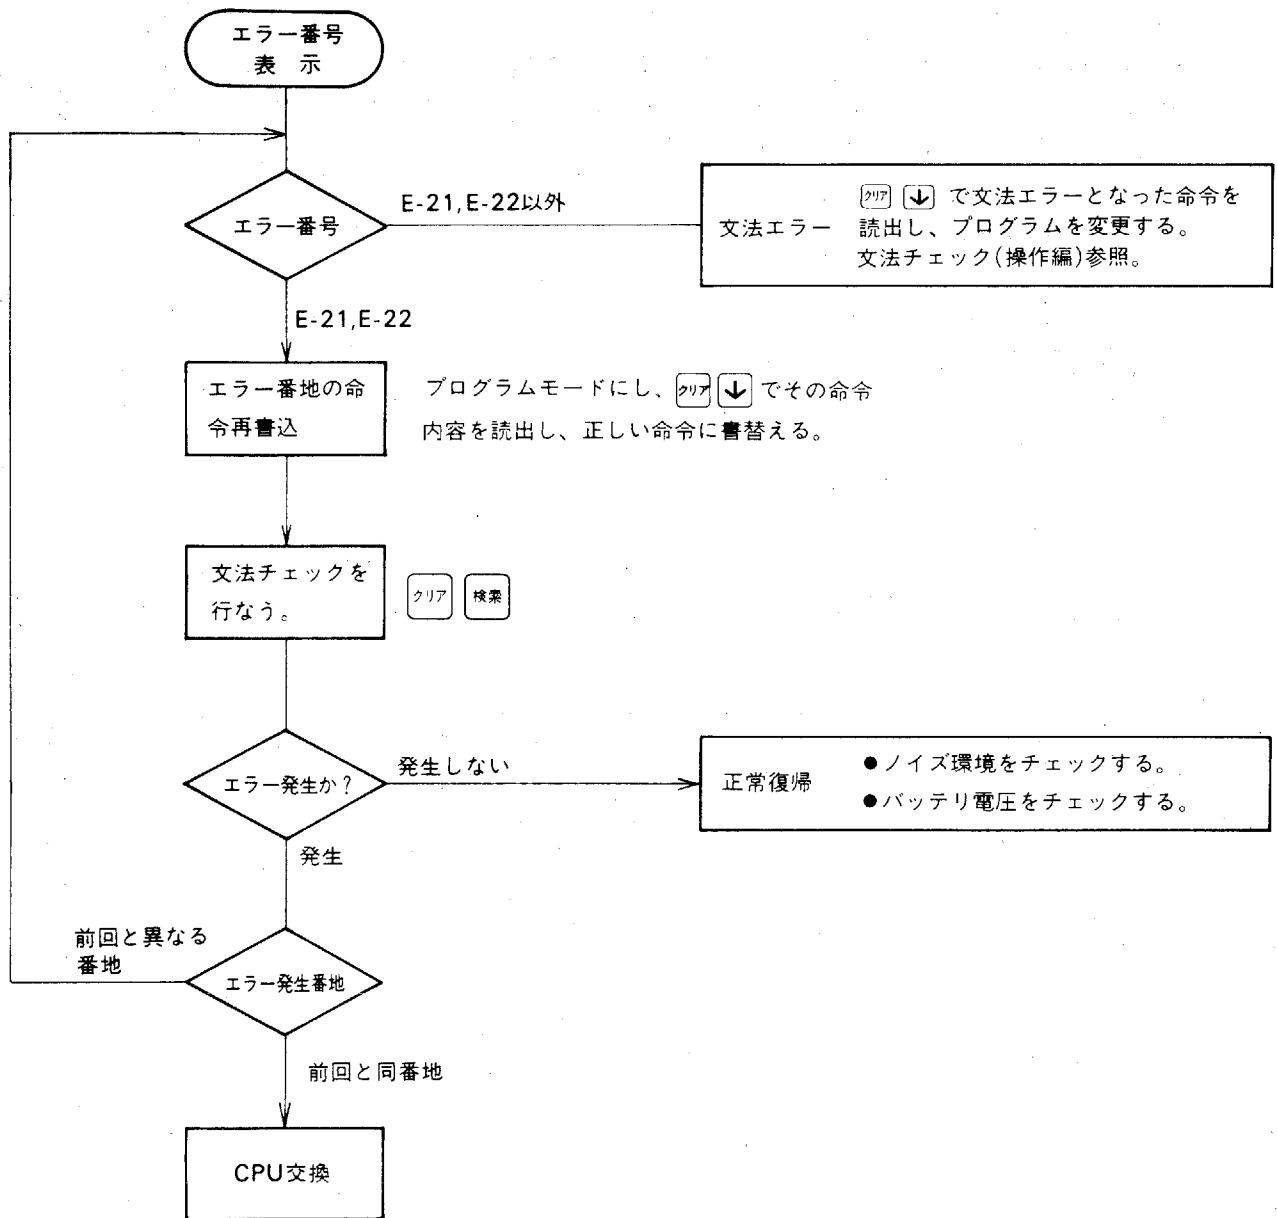 エラー番号
表 示
エラー番号
E-21,E-22以外
文法エラー
クリア ↓ で文法エラーとなった命令を
読出し、プログラムを変更する。
文法チェック(操作編)参照。
E-21,E-22
エラー番地の命
令再書込
プログラムモードにし、クリア ↓ でその命令
内容を読出し、正しい命令に書替える。
文法チェックを
行なう。
クリア 検索
エラー発生か?
発生しない
正常復帰
●ノイズ環境をチェックする。
●バッテリ電圧をチェックする。
発生
前回と異なる
番地
エラー発生番地
前回と同番地
CPU交換